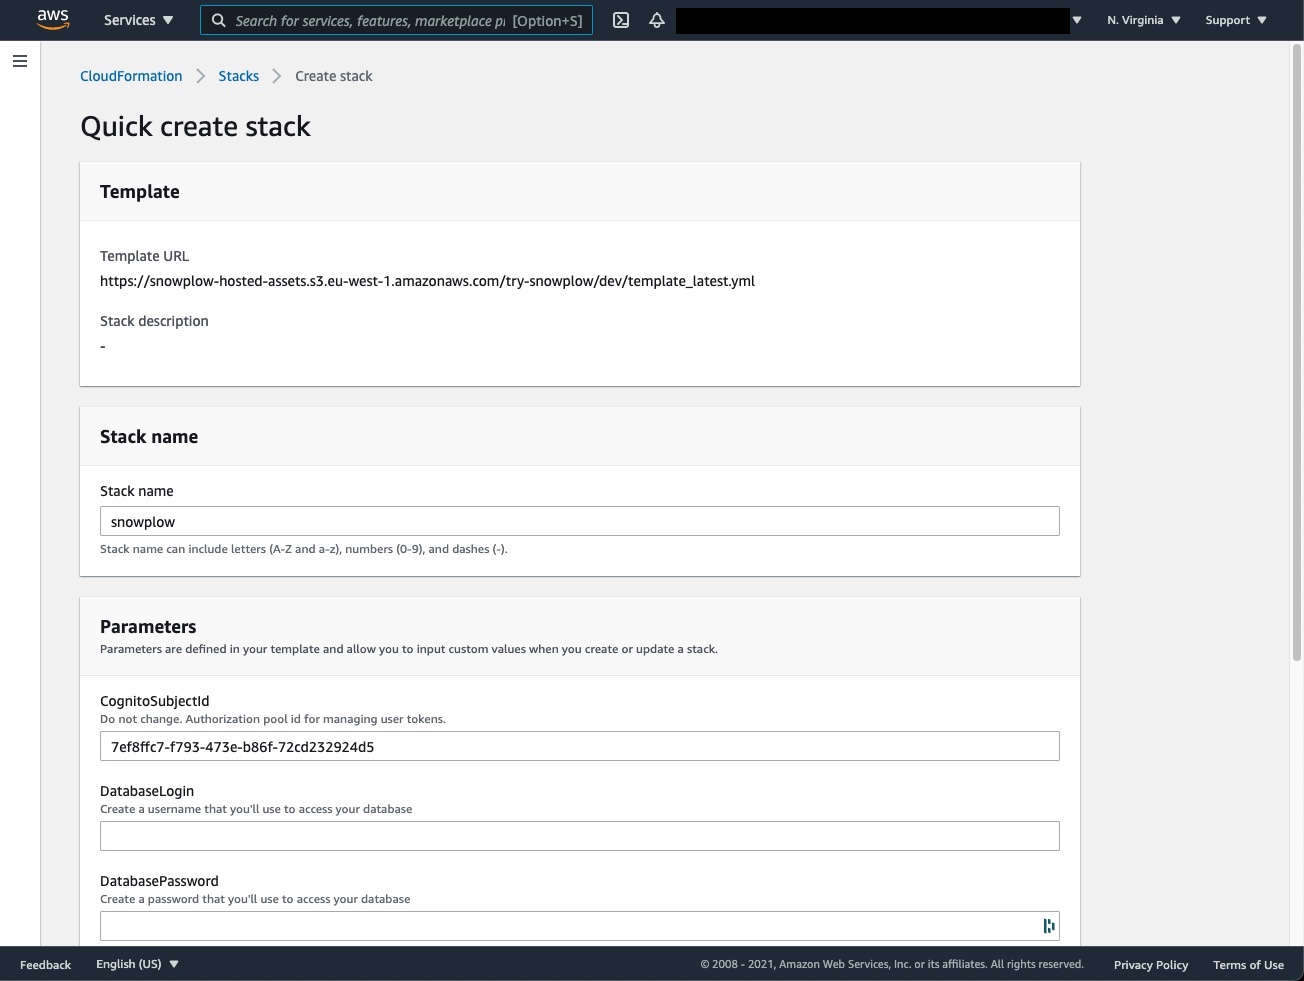 aws
Services
Search for services, features, marketplace p [Option+S]
N. Virginia
Support
CloudFormation
Stacks
Create stack
Quick create stack
Template
Template URL
https://snowplow-hosted-assets.s3.eu-west-1.amazonaws.com/try-snowplow/dev/template_latest.yml
Stack description
-
Stack name
Stack name
snowplow
Stack name can include letters (A-Z and a-z), numbers (0-9), and dashes (-).
Parameters
Parameters are defined in your template and allow you to input custom values when you create or update a stack.
CognitoSubjectId
Do not change. Authorization pool id for managing user tokens.
7ef8ffc7-f793-473e-b86f-72cd232924d5
DatabaseLogin
Create a username that you'll use to access your database
DatabasePassword
Create a password that you'll use to access your database
Feedback
English (US)
© 2008 - 2021, Amazon Web Services, Inc. or its affiliates. All rights reserved.
Privacy Policy
Terms of Use